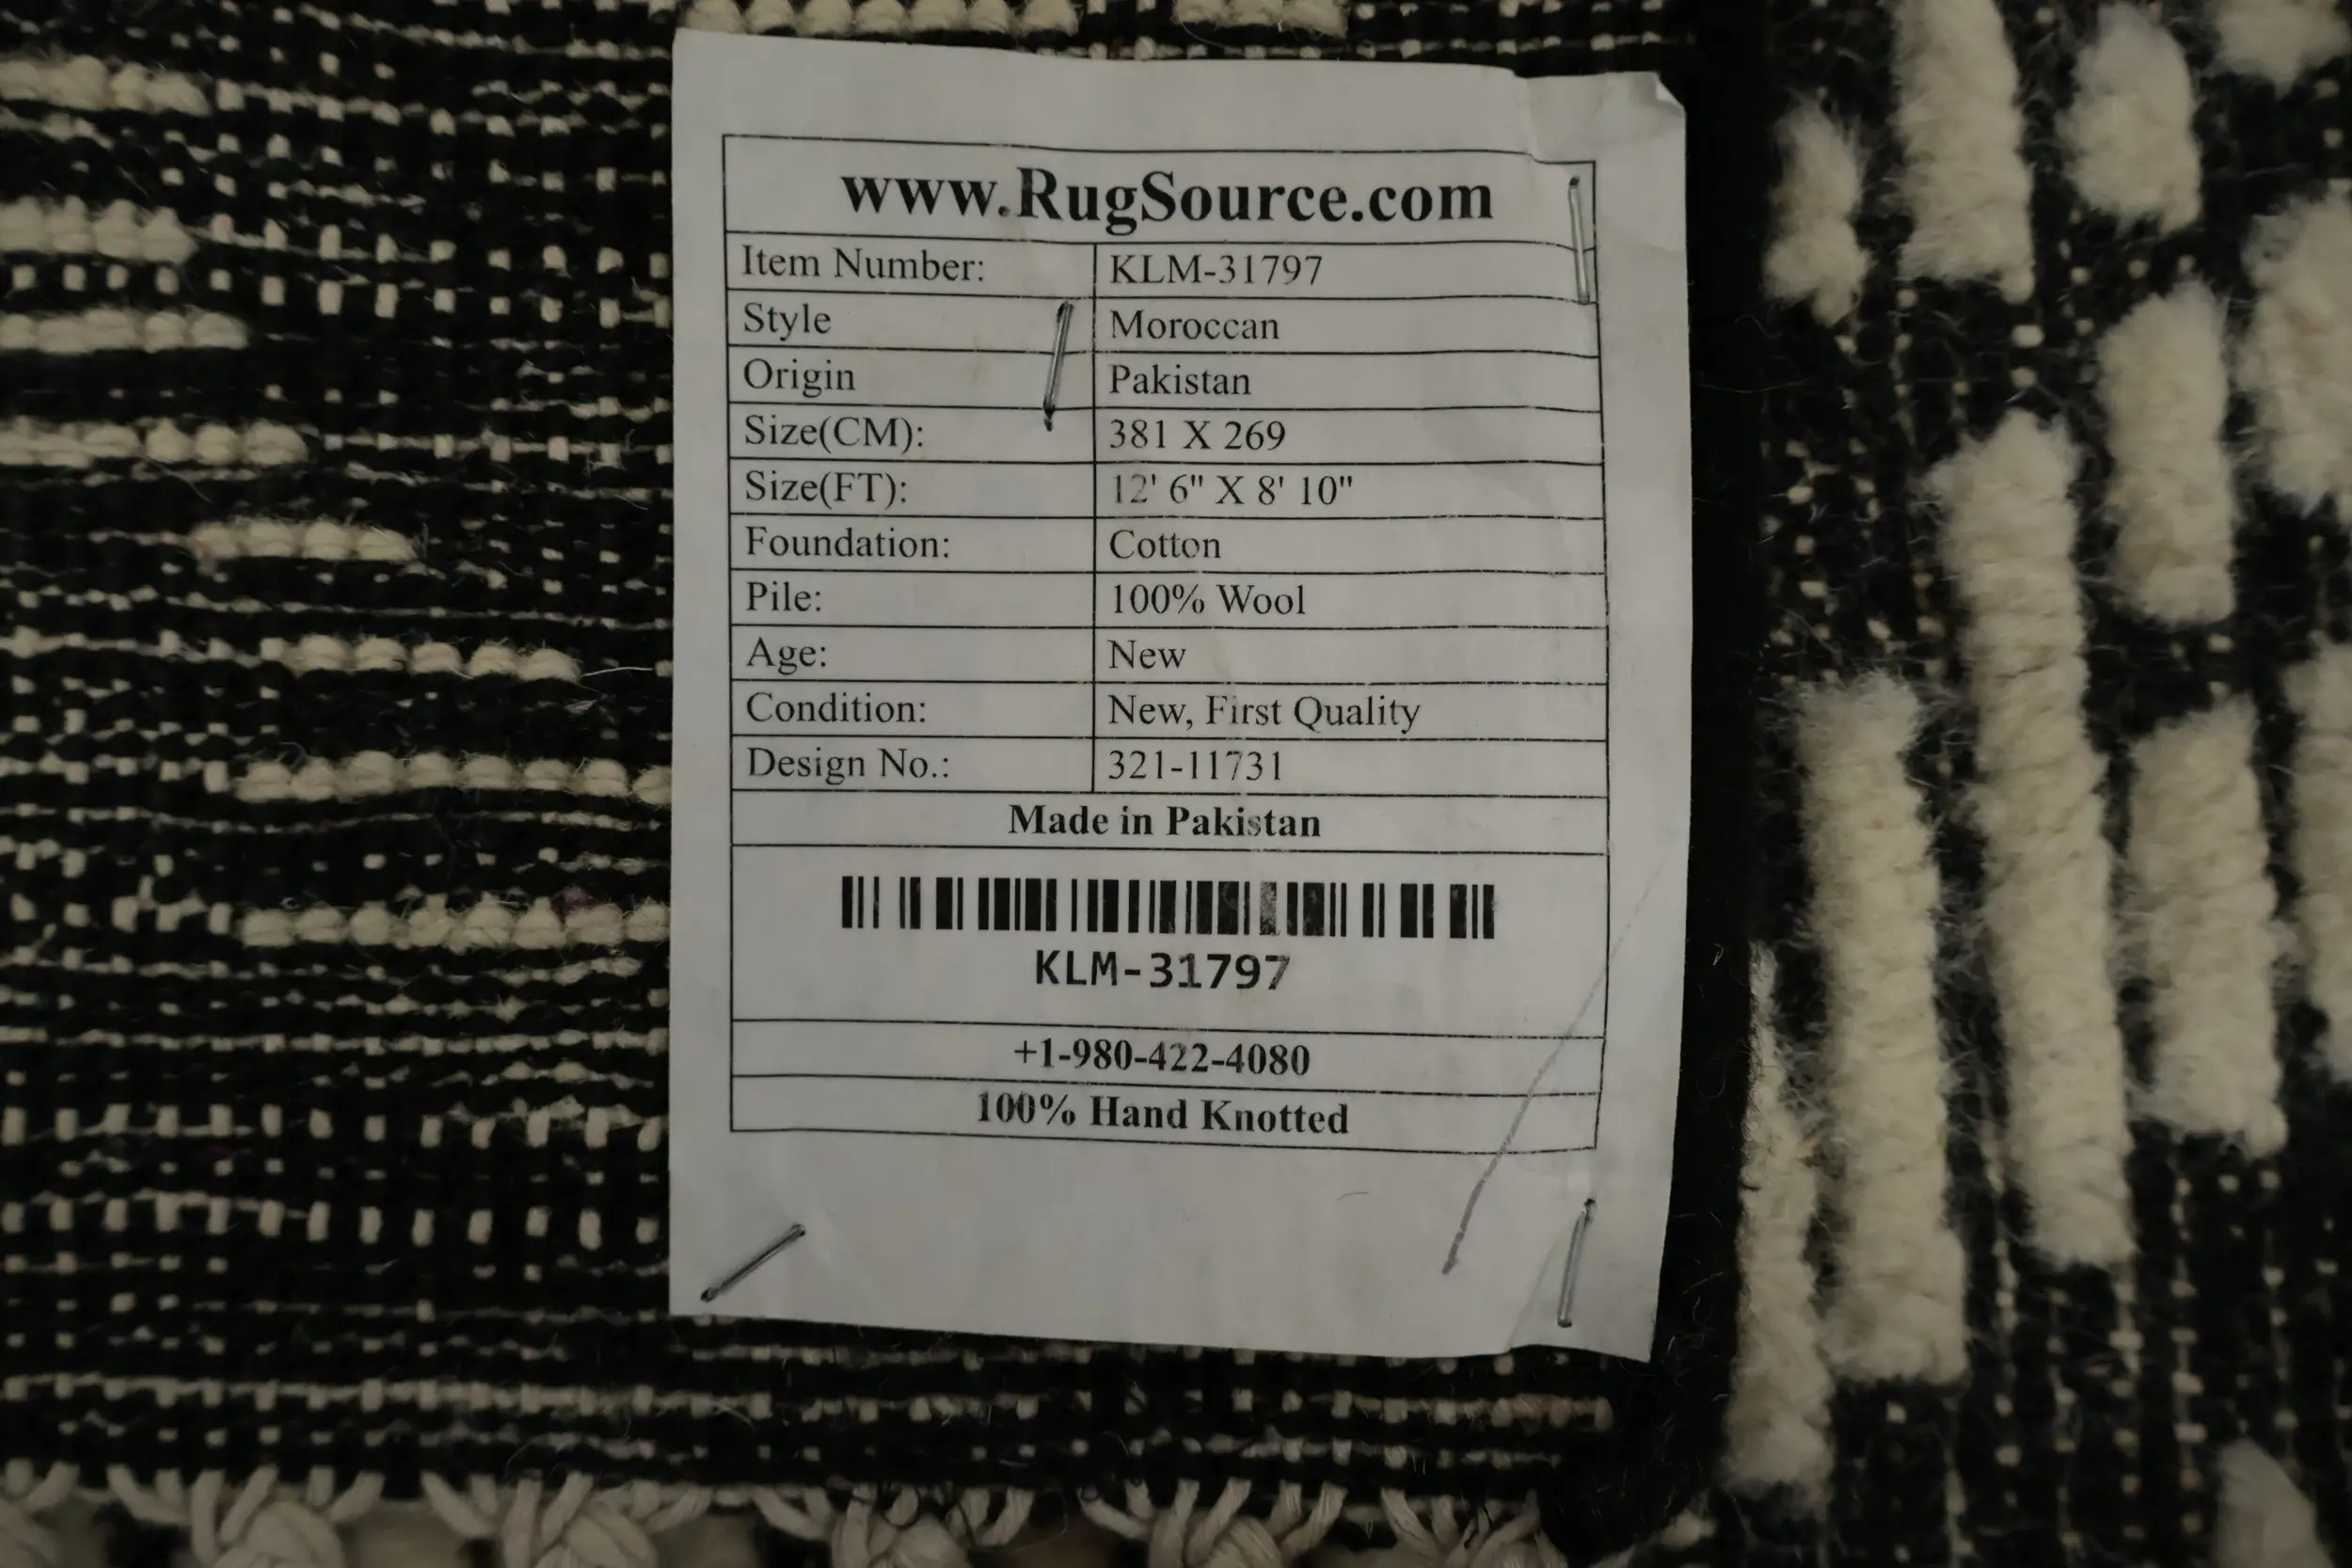 www.RugSource.com
Item Number: KLM-31797
Style Moroccan
Origin Pakistan
Size(CM): 381 X 269
Size(FT): 12' 6" X 8' 10"
Foundation: Cotton
Pile: 100% Wool
Age: New
Condition: New, First Quality
Design No.: 321-11731
Made in Pakistan
KLM-31797
+1-980-422-4080
100% Hand Knotted